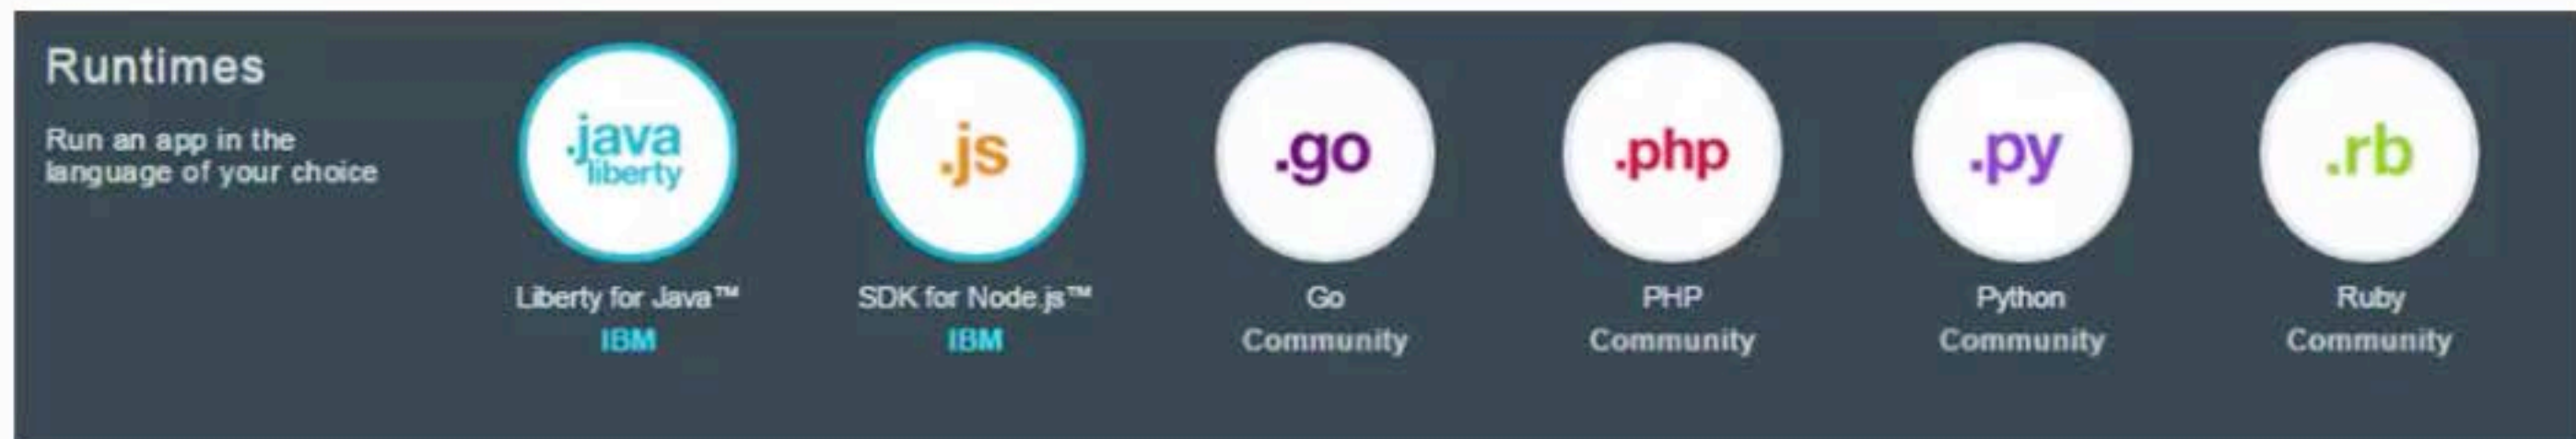 Runtimes
Run an app in the
language of your choice
.java
liberty
Liberty for Java™
IBM
.js
SDK for Node.js™
IBM
.go
Go
Community
.php
PHP
Community
.py
Python
Community
.rb
Ruby
Community